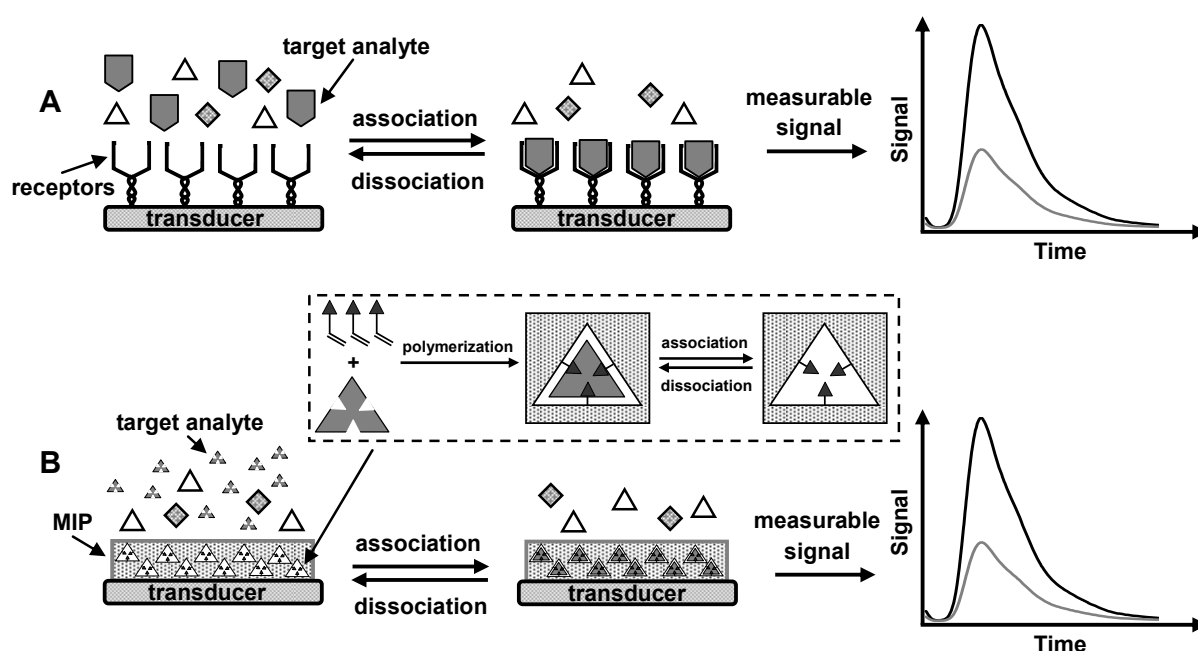 A
target analyte
receptors
transducer
association
dissociation
transducer
measurable
signal
Signal
Time
+
polymerization
association
dissociation
B
target analyte
MIP
transducer
association
dissociation
transducer
measurable
signal
Signal
Time